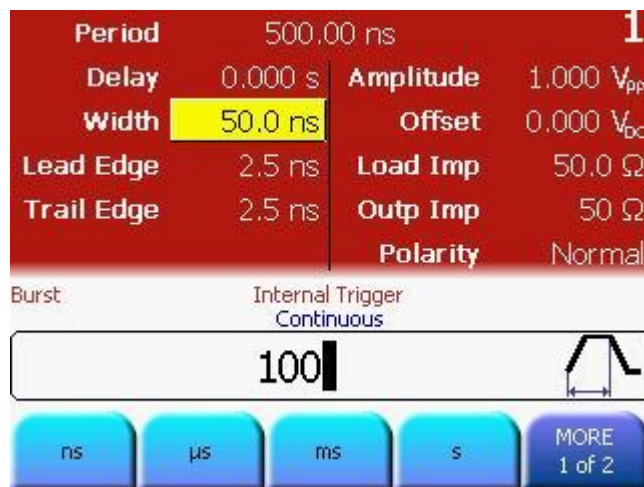 Period 500.00 ns 1
Delay 0.000 s Amplitude 1.000 Vpp
Width 50.0 ns Offset 0.000 VDC
Lead Edge 2.5 ns Load Imp 50.0 Ω
Trail Edge 2.5 ns Outp Imp 50 Ω
Polarity Normal
Burst Internal Trigger
Continuous
100
ns µs ms s MORE
1 of 2